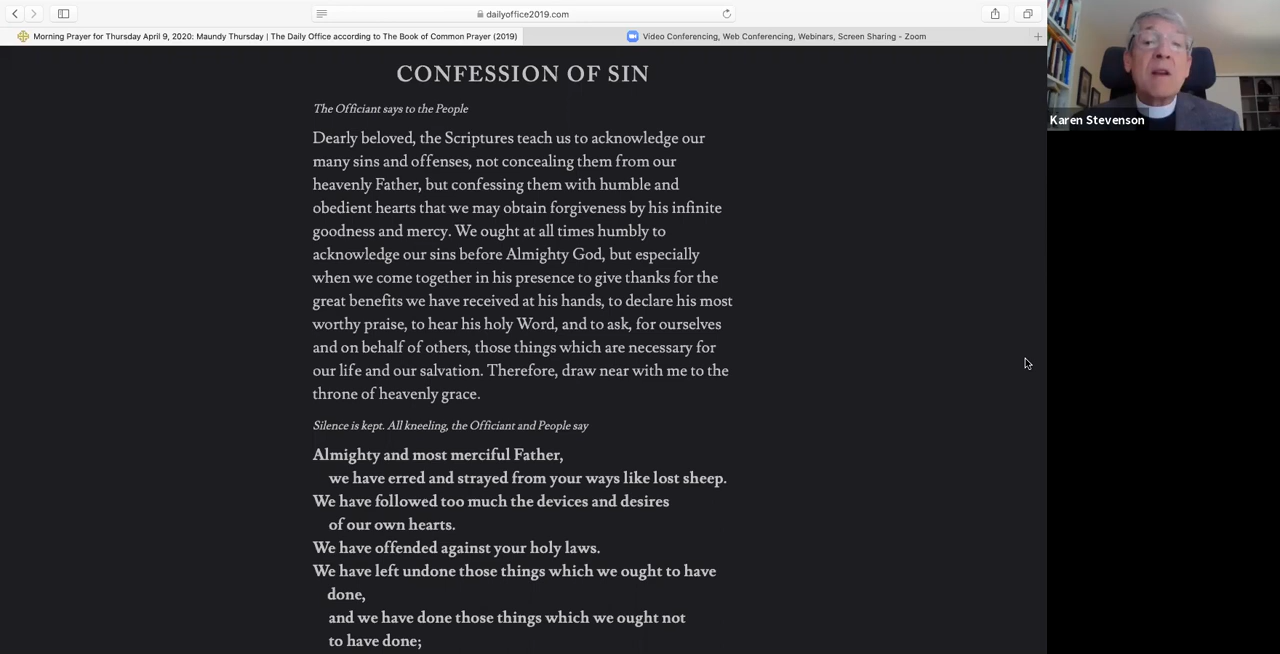 dailyoffice2019.com
Morning Prayer for Thursday April 9, 2020: Maundy Thursday | The Daily Office according to The Book of Common Prayer (2019)
Video Conferencing, Web Conferencing, Webinars, Screen Sharing - Zoom
CONFESSION OF SIN
The Officiant says to the People
Dearly beloved, the Scriptures teach us to acknowledge our
many sins and offenses, not concealing them from our
heavenly Father, but confessing them with humble and
obedient hearts that we may obtain forgiveness by his infinite
goodness and mercy. We ought at all times humbly to
acknowledge our sins before Almighty God, but especially
when we come together in his presence to give thanks for the
great benefits we have received at his hands, to declare his most
worthy praise, to hear his holy Word, and to ask, for ourselves
and on behalf of others, those things which are necessary for
our life and our salvation. Therefore, draw near with me to the
throne of heavenly grace.
Silence is kept. All kneeling, the Officiant and People say
Almighty and most merciful Father,
we have erred and strayed from your ways like lost sheep.
We have followed too much the devices and desires
of our own hearts.
We have offended against your holy laws.
We have left undone those things which we ought to have
done,
and we have done those things which we ought not
to have done;
Karen Stevenson